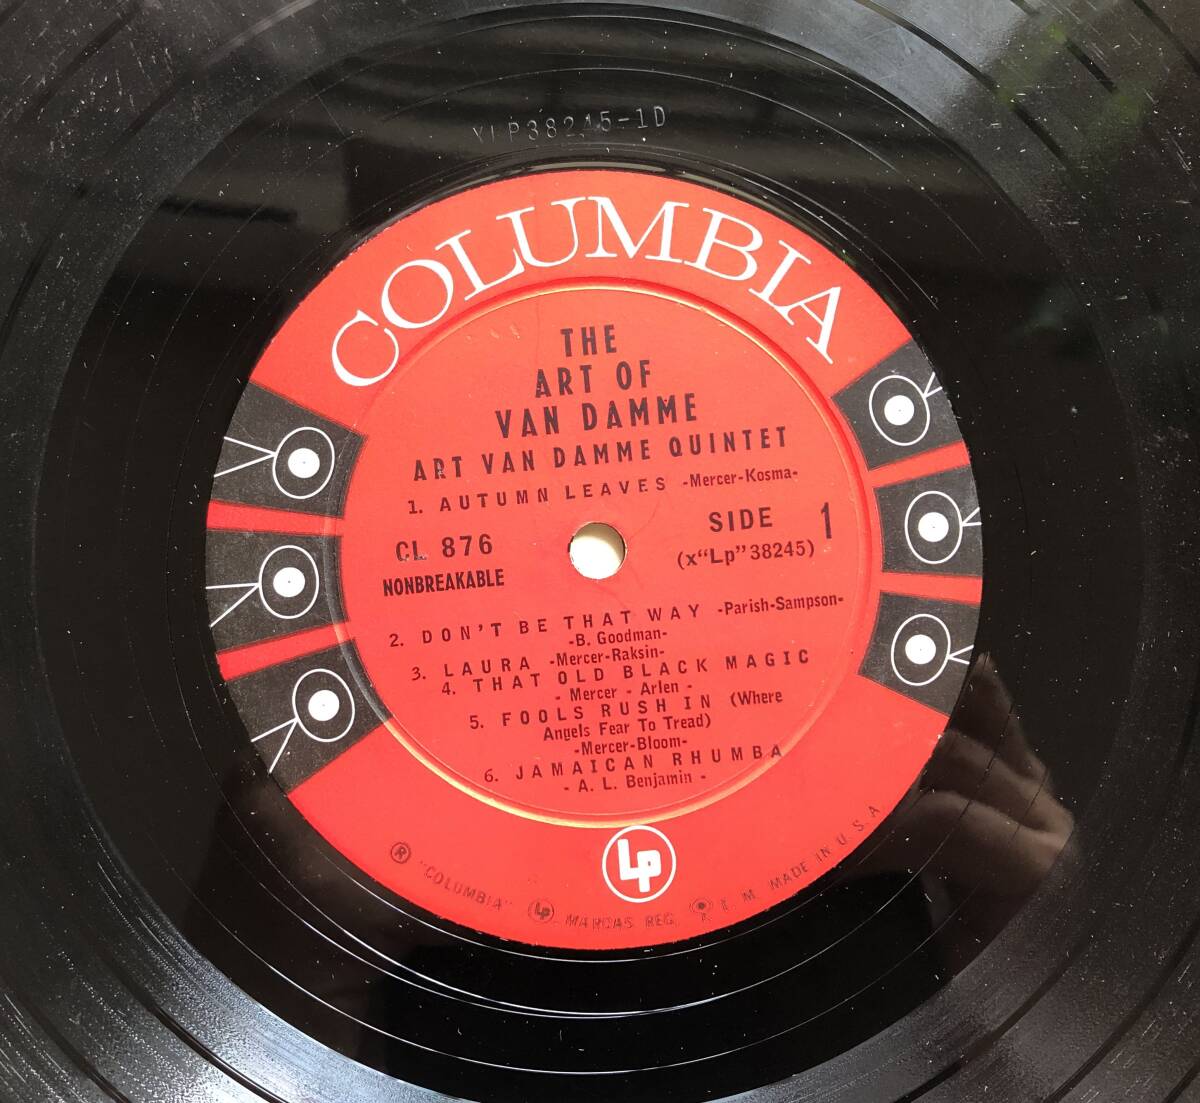 XLP38245-1D
COLUMBIA
THE
ART OF
VAN DAMME
ART VAN DAMME QUINTET
1. AUTUMN LEAVES -Mercer-Kosma-
CL 876
NONBREAKABLE
SIDE 1
(x"Lp"38245)
2. DON'T BE THAT WAY -Parish-Sampson-
-B. Goodman-
3. LAURA -Mercer-Raksin-
4. THAT OLD BLACK MAGIC
- Mercer - Arlen -
5. FOOLS RUSH IN (Where
Angels Fear To Tread)
-Mercer-Bloom-
6. JAMAICAN RHUMBA
- A. L. Benjamin -
Lp
® "COLUMBIA" Lp MARCAS REG. T. M. MADE IN U.S.A